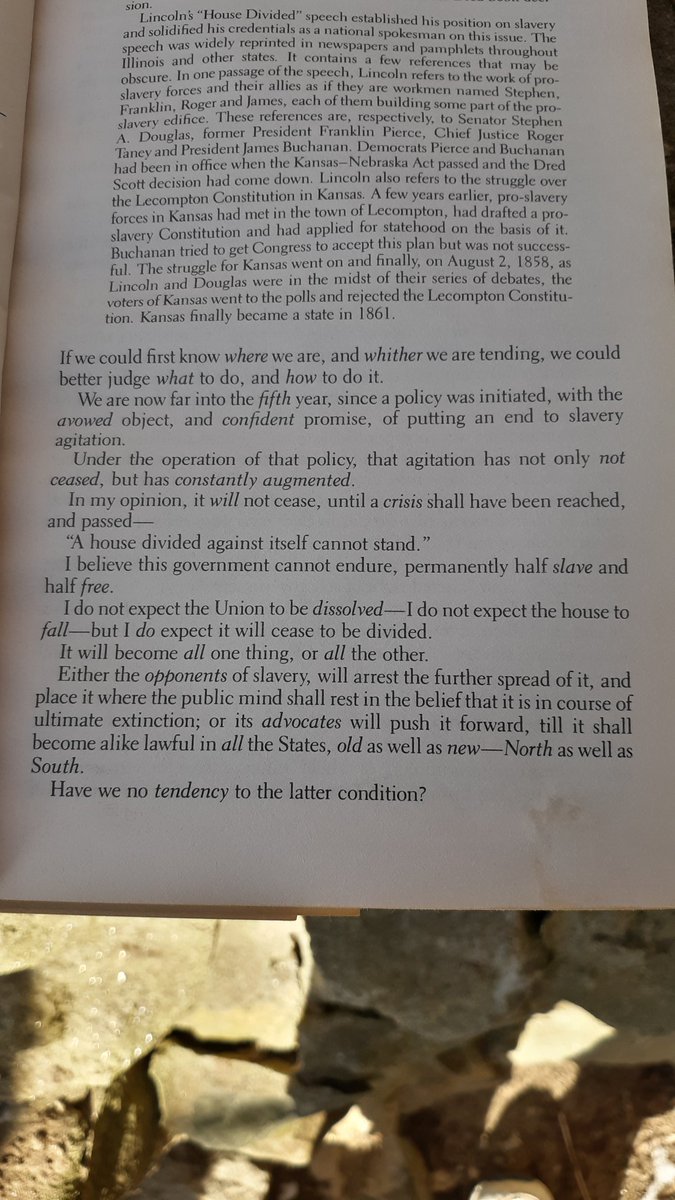 sion.
Lincoln's "House Divided" speech established his position on slavery
and solidified his credentials as a national spokesman on this issue. The
speech was widely reprinted in newspapers and pamphlets throughout
Illinois and other states. It contains a few references that may be
obscure. In one passage of the speech, Lincoln refers to the work of pro-
slavery forces and their allies as if they are workmen named Stephen,
Franklin, Roger and James, each of them building some part of the pro-
slavery edifice. These references are, respectively, to Senator Stephen
A. Douglas, former President Franklin Pierce, Chief Justice Roger
Taney and President James Buchanan. Democrats Pierce and Buchanan
had been in office when the Kansas–Nebraska Act passed and the Dred
Scott decision had come down. Lincoln also refers to the struggle over
the Lecompton Constitution in Kansas. A few years earlier, pro-slavery
forces in Kansas had met in the town of Lecompton, had drafted a pro-
slavery Constitution and had applied for statehood on the basis of it.
Buchanan tried to get Congress to accept this plan but was not success-
ful. The struggle for Kansas went on and finally, on August 2, 1858, as
Lincoln and Douglas were in the midst of their series of debates, the
voters of Kansas went to the polls and rejected the Lecompton Constitu-
tion. Kansas finally became a state in 1861.
If we could first know where we are, and whither we are tending, we could
better judge what to do, and how to do it.
We are now far into the fifth year, since a policy was initiated, with the
avowed object, and confident promise, of putting an end to slavery
agitation.
Under the operation of that policy, that agitation has not only not
ceased, but has constantly augmented.
In my opinion, it will not cease, until a crisis shall have been reached,
and passed—
"A house divided against itself cannot stand."
I believe this government cannot endure, permanently half slave and
half free.
I do not expect the Union to be dissolved—I do not expect the house to
fall—but I do expect it will cease to be divided.
It will become all one thing, or all the other.
Either the opponents of slavery, will arrest the further spread of it, and
place it where the public mind shall rest in the belief that it is in course of
ultimate extinction; or its advocates will push it forward, till it shall
become alike lawful in all the States, old as well as new—North as well as
South.
Have we no tendency to the latter condition?